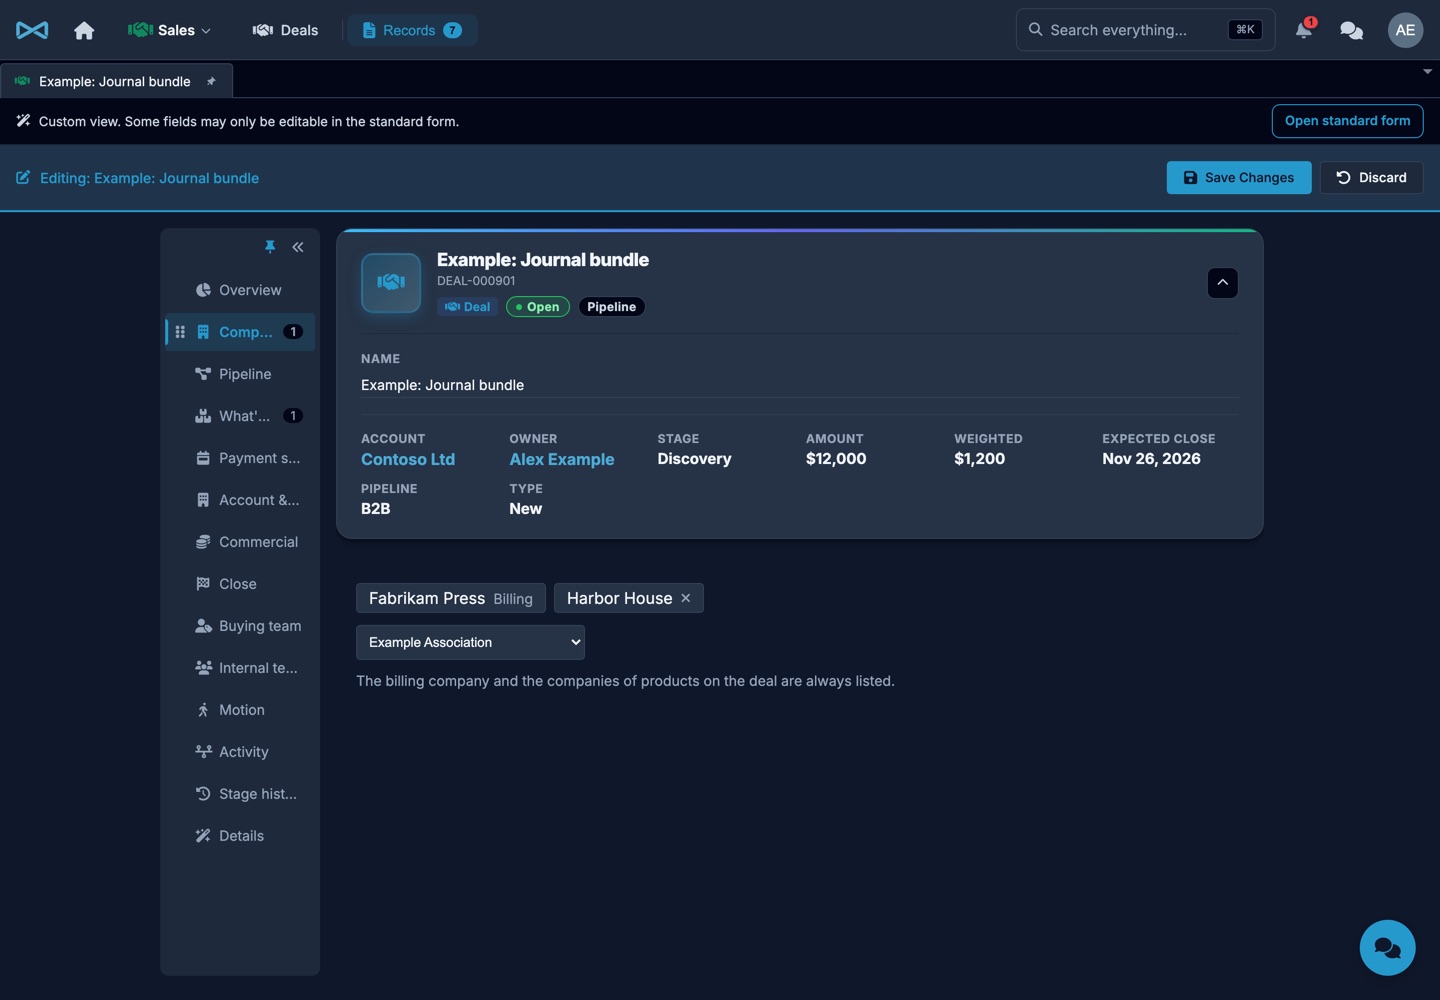 Sales
Deals
Records 7
Search everything... ⌘K
1
AE
Example: Journal bundle
Custom view. Some fields may only be editable in the standard form.
Open standard form
Editing: Example: Journal bundle
Save Changes
Discard
Overview
Comp... 1
Pipeline
What'... 1
Payment s...
Account &...
Commercial
Close
Buying team
Internal te...
Motion
Activity
Stage hist...
Details
Example: Journal bundle
DEAL-000901
Deal Open Pipeline
NAME
Example: Journal bundle
ACCOUNT OWNER STAGE AMOUNT WEIGHTED EXPECTED CLOSE
Contoso Ltd Alex Example Discovery $12,000 $1,200 Nov 26, 2026
PIPELINE TYPE
B2B New
Fabrikam Press Billing Harbor House ×
Example Association
The billing company and the companies of products on the deal are always listed.